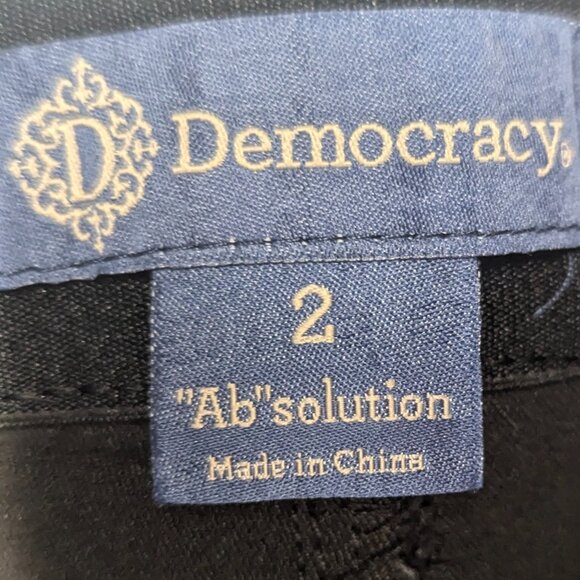 D Democracy®
2
"Ab"solution
Made in China